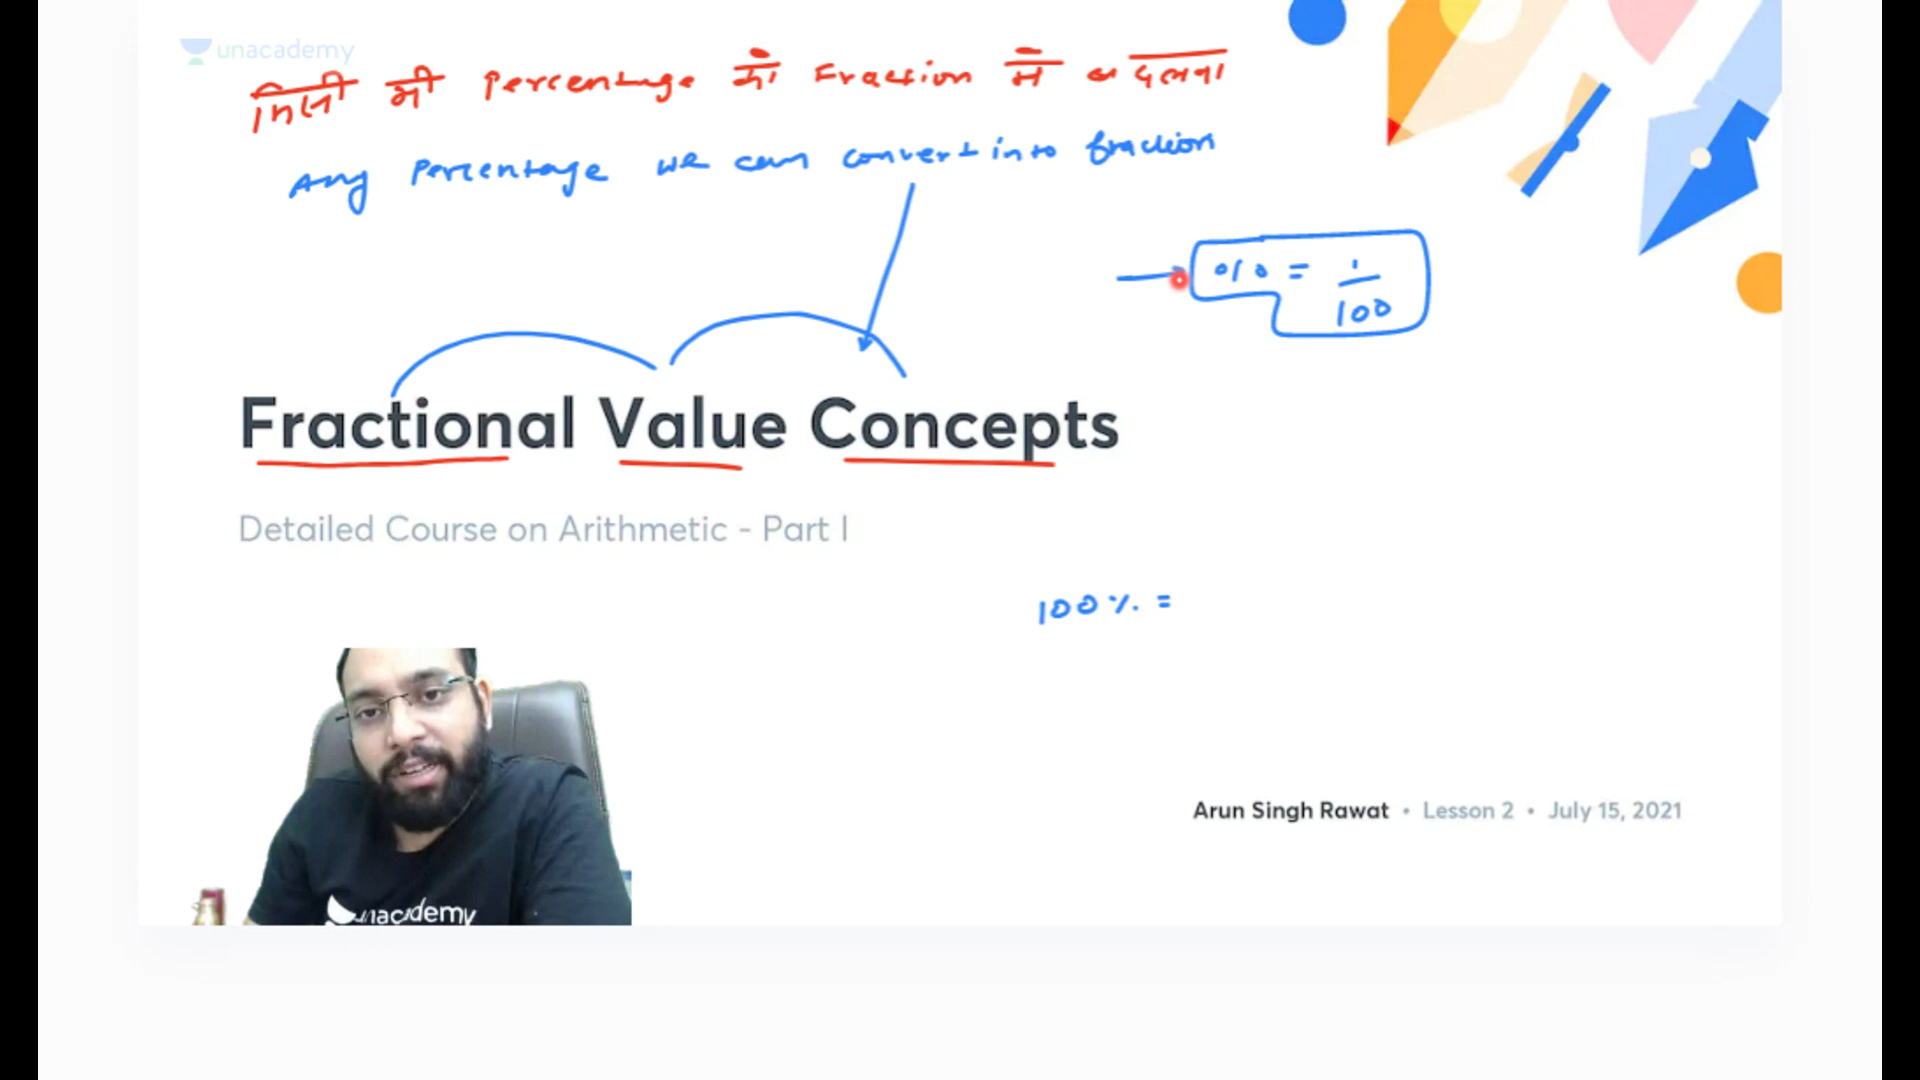 unacademy
किसी भी Percentage को Fraction में बदलना
Any Percentage we can convert into fraction
% = 1/100
Fractional Value Concepts
Detailed Course on Arithmetic - Part I
100% =
unacademy
Arun Singh Rawat • Lesson 2 • July 15, 2021